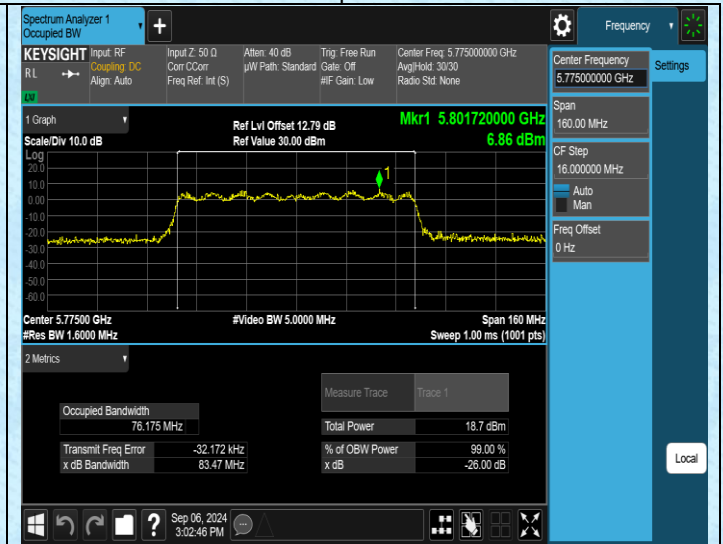 Spectrum Analyzer 1
Occupied BW
+
Frequency
KEYSIGHT
RL
LXI
Input: RF
Coupling: DC
Align: Auto
Input Z: 50 Ω
Corr CCorr
Freq Ref: Int (S)
Atten: 40 dB
µW Path: Standard
Trig: Free Run
Gate: Off
#IF Gain: Low
Center Freq: 5.775000000 GHz
Avg|Hold: 30/30
Radio Std: None
Center Frequency
5.775000000 GHz
Settings
Span
160.00 MHz
CF Step
16.000000 MHz
Auto
Man
Freq Offset
0 Hz
1 Graph
Scale/Div 10.0 dB
Ref Lvl Offset 12.79 dB
Ref Value 30.00 dBm
Mkr1 5.801720000 GHz
6.86 dBm
Log
20.0
10.0
0.00
-10.0
-20.0
-30.0
-40.0
-50.0
-60.0
1
Center 5.77500 GHz
#Res BW 1.6000 MHz
#Video BW 5.0000 MHz
Span 160 MHz
Sweep 1.00 ms (1001 pts)
2 Metrics
Measure Trace
Trace 1
Occupied Bandwidth
76.175 MHz
Total Power 18.7 dBm
Transmit Freq Error -32.172 kHz
% of OBW Power 99.00 %
x dB Bandwidth 83.47 MHz
x dB -26.00 dB
Local
?
Sep 06, 2024
3:02:46 PM